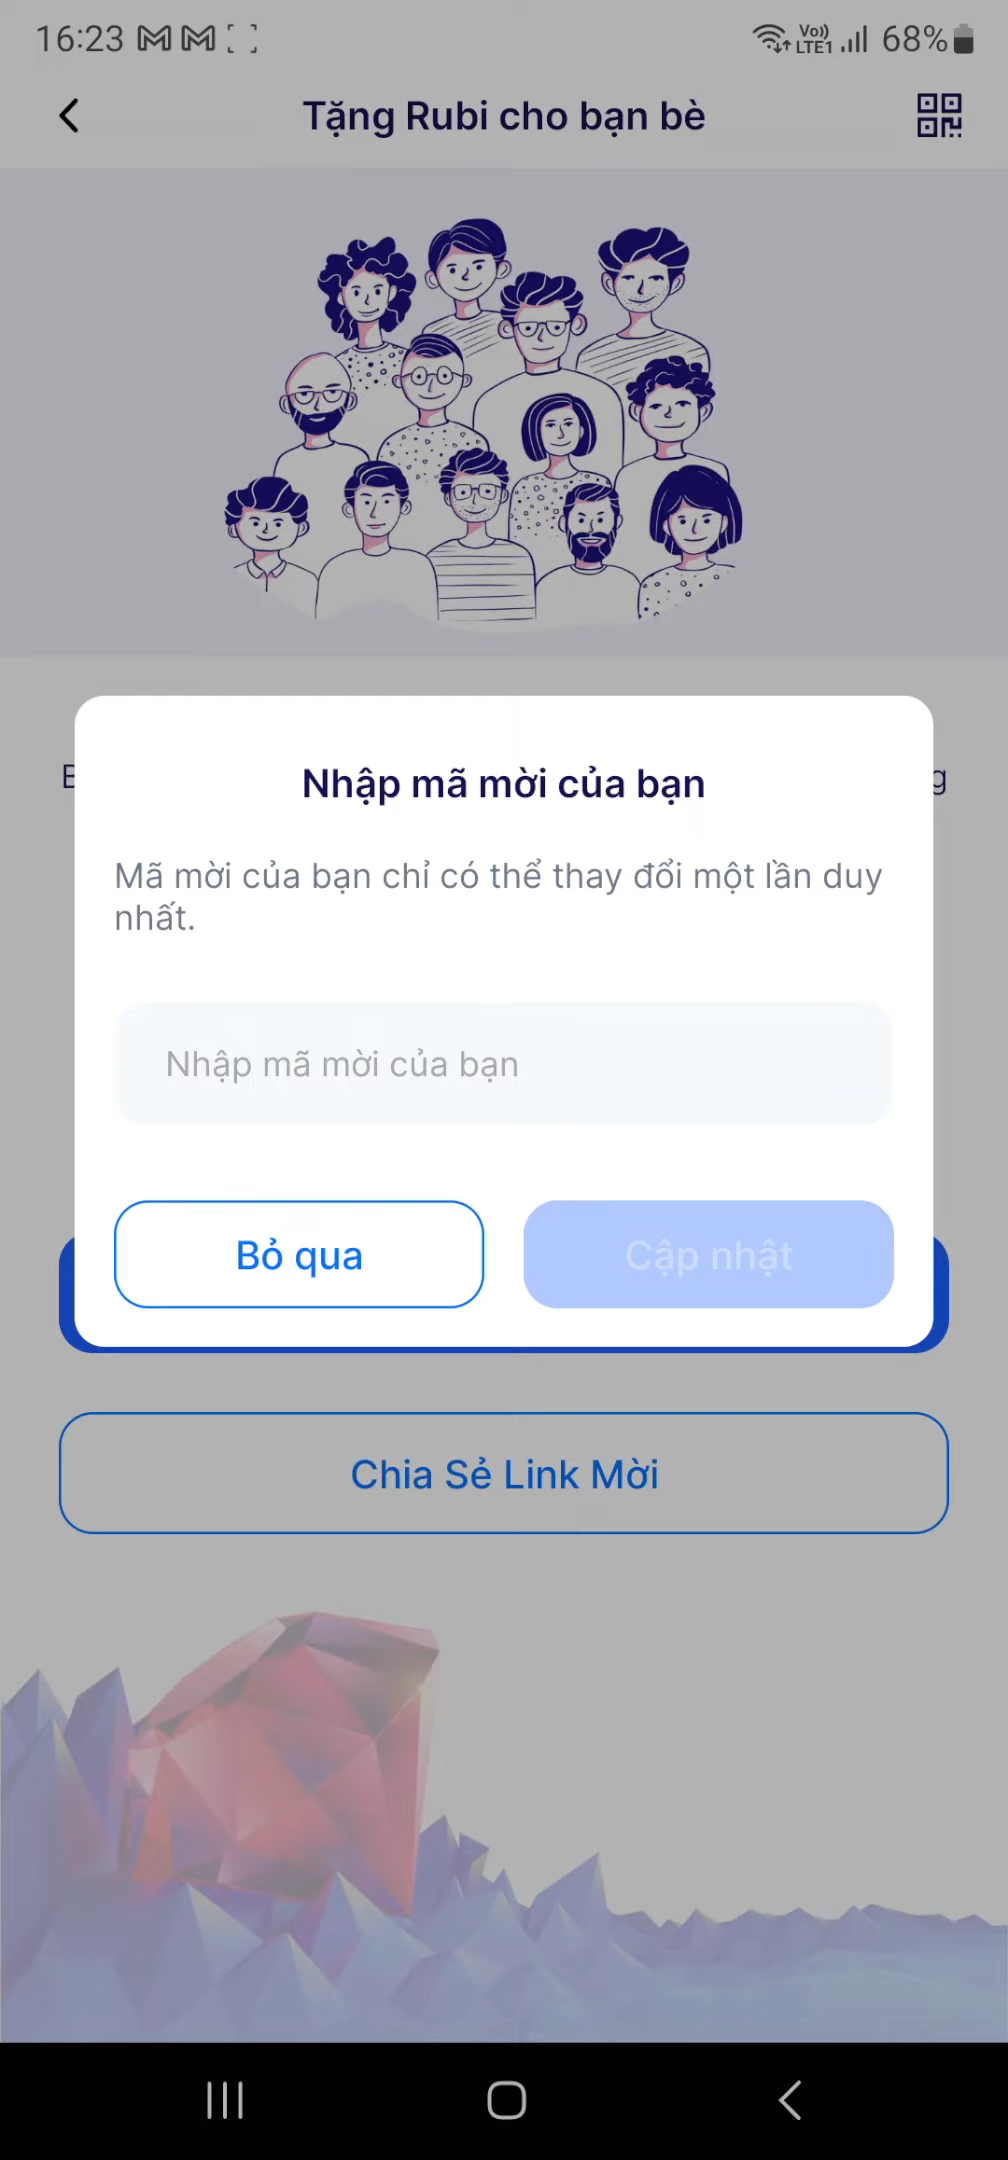 16:23
Vo))
LTE1
68%
Tặng Rubi cho bạn bè
Nhập mã mời của bạn
Mã mời của bạn chỉ có thể thay đổi một lần duy
nhất.
Nhập mã mời của bạn
Bỏ qua
Cập nhật
Chia Sẻ Link Mời